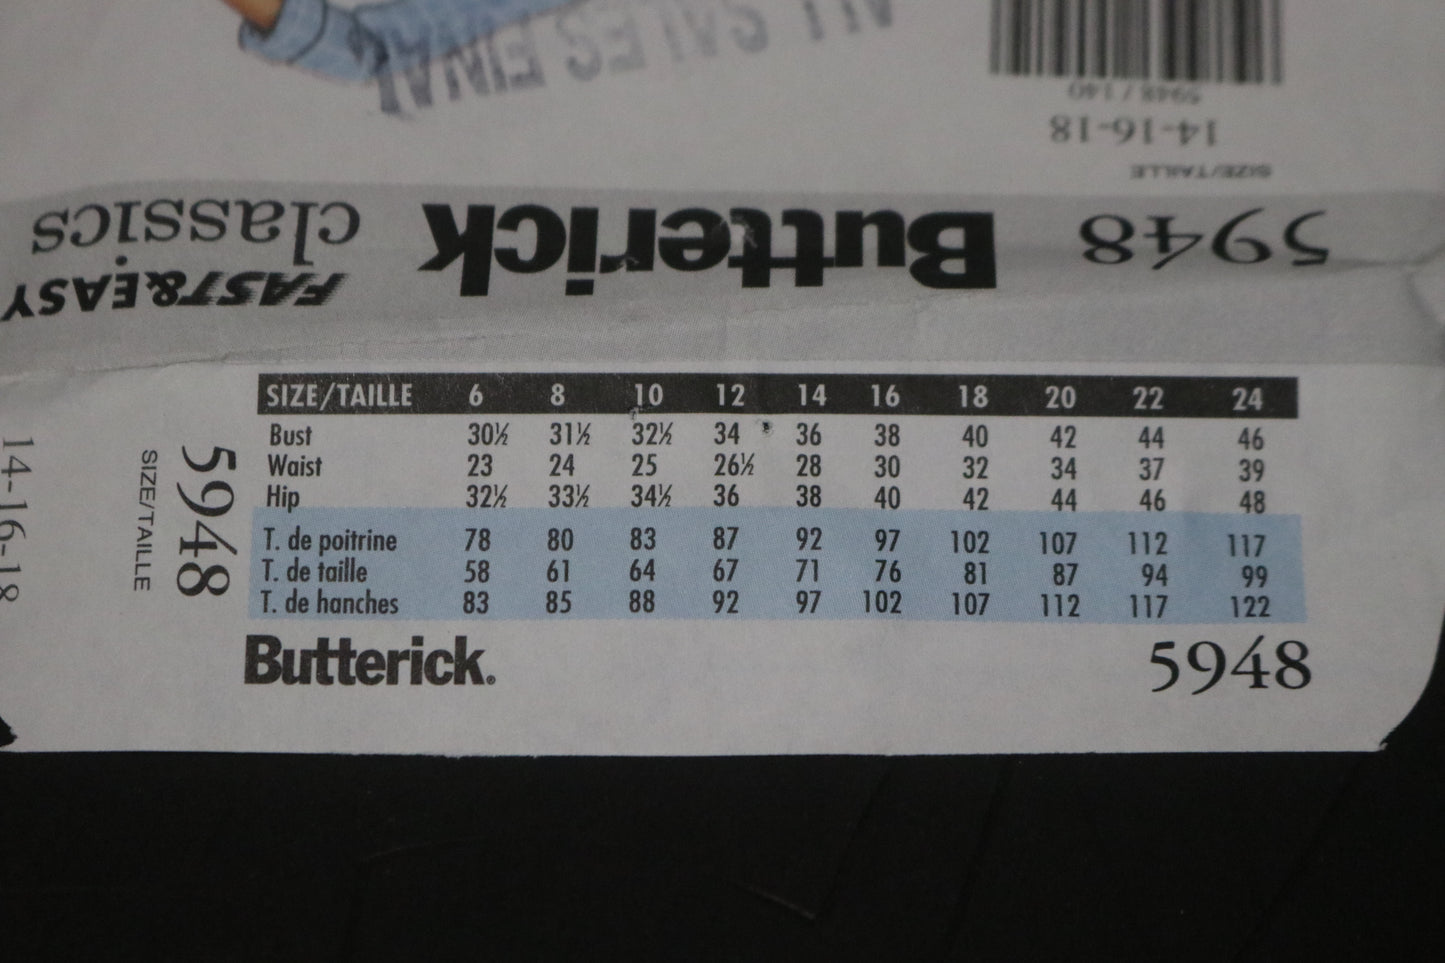 ALL SALES FINAL
5948 / 140
14-16-18
SIZE/TAILLE
5948 Butterick FAST&EASY classics
SIZE/TAILLE 6 8 10 12 14 16 18 20 22 24
Bust 30½ 31½ 32½ 34 36 38 40 42 44 46
Waist 23 24 25 26½ 28 30 32 34 37 39
Hip 32½ 33½ 34½ 36 38 40 42 44 46 48
T. de poitrine 78 80 83 87 92 97 102 107 112 117
T. de taille 58 61 64 67 71 76 81 87 94 99
T. de hanches 83 85 88 92 97 102 107 112 117 122
Butterick. 5948
5948
SIZE/TAILLE
14-16-18